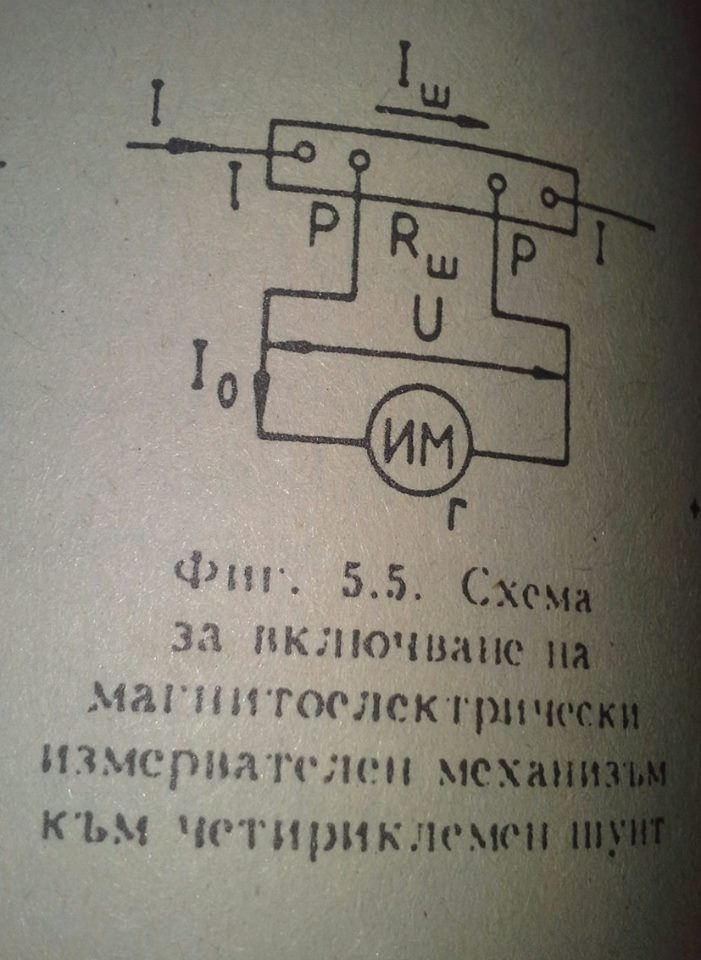 I
Iш
I
P
Rш
P
I
U
I0
ИМ
r
Фиг. 5.5. Схема
за включване на
магнитоелектрически
измервателен механизъм
към четириклемен шунт